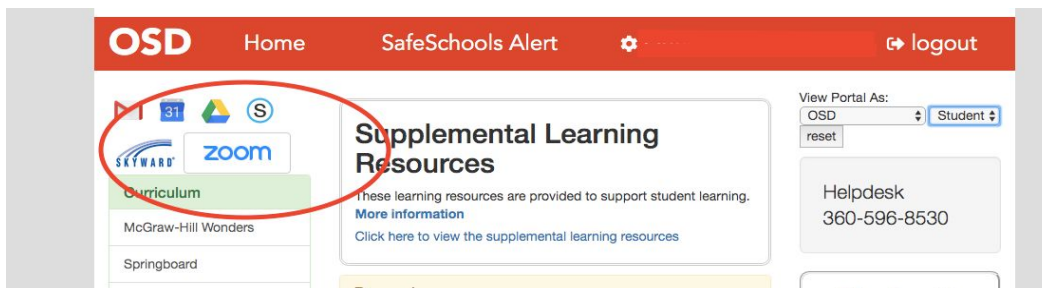 OSD Home SafeSchools Alert logout
31 S
SKYWARD zoom
Curriculum
McGraw-Hill Wonders
Springboard
Supplemental Learning
Resources
These learning resources are provided to support student learning.
More information
Click here to view the supplemental learning resources
View Portal As:
OSD Student
reset
Helpdesk
360-596-8530